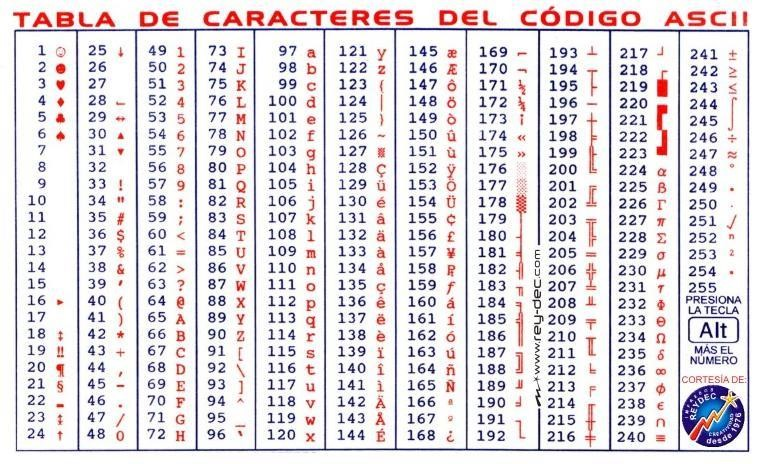 TABLA DE CARACTERES DEL CÓDIGO ASCII
1 ☺ 25 ↓ 49 1 73 I 97 a 121 y 145 æ 169 ⌐ 193 ┴ 217 ┘ 241 ±
2 ☻ 26 50 2 74 J 98 b 122 z 146 Æ 170 ¬ 194 ┬ 218 ┌ 242 ≥
3 ♥ 27 51 3 75 K 99 c 123 { 147 ô 171 ½ 195 ├ 219 █ 243 ≤
4 ♦ 28 ∟ 52 4 76 L 100 d 124 | 148 ö 172 ¼ 196 ─ 220 244 ⌠
5 ♣ 29 ↔ 53 5 77 M 101 e 125 } 149 ò 173 ¡ 197 ┼ 221 245 ⌡
6 ♠ 30 ▲ 54 6 78 N 102 f 126 ~ 150 û 174 « 198 ╞ 222 246 ÷
7 31 ▼ 55 7 79 O 103 g 127 ▒ 151 ù 175 » 199 ╟ 223 247 ≈
8 32 56 8 80 P 104 h 128 Ç 152 ÿ 176 ░ 200 ╚ 224 α 248 °
9 33 ! 57 9 81 Q 105 i 129 ü 153 Ö 177 ▒ 201 ╔ 225 ß 249 •
10 34 " 58 : 82 R 106 j 130 é 154 Ü 178 ▓ 202 ╩ 226 Γ 250 ·
11 35 # 59 ; 83 S 107 k 131 â 155 ¢ 179 │ 203 ╦ 227 π 251 √
12 36 $ 60 < 84 T 108 l 132 ä 156 £ 180 ┤ 204 ╠ 228 Σ 252 ⁿ
13 37 % 61 = 85 U 109 m 133 à 157 ¥ 181 ╡ 205 ═ 229 σ 253 ²
14 38 & 62 > 86 V 110 n 134 å 158 ₧ 182 ╢ 206 ╬ 230 µ 254 ▪
15 39 ' 63 ? 87 W 111 o 135 ç 159 ƒ 183 ╖ 207 ╧ 231 τ 255
16 ► 40 ( 64 @ 88 X 112 p 136 ê 160 á 184 ╕ 208 ╨ 232 Φ
17 41 ) 65 A 89 Y 113 q 137 ë 161 í 185 ╣ 209 ╤ 233 Θ
18 ↕ 42 * 66 B 90 Z 114 r 138 è 162 ó 186 ║ 210 ╥ 234 Ω
19 ‼ 43 + 67 C 91 [ 115 s 139 ï 163 ú 187 ╗ 211 ╙ 235 δ
20 ¶ 44 , 68 D 92 \ 116 t 140 î 164 ñ 188 ╝ 212 ╘ 236 ∞
21 § 45 - 69 E 93 ] 117 u 141 ì 165 Ñ 189 ╜ 213 ╒ 237 φ
22 ▬ 46 . 70 F 94 ^ 118 v 142 Ä 166 ª 190 ╛ 214 ╓ 238 ε
23 ↨ 47 / 71 G 95 _ 119 w 143 Å 167 º 191 ┐ 215 ╫ 239 ∩
24 ↑ 48 0 72 H 96 ` 120 x 144 É 168 ¿ 192 └ 216 ╪ 240 ≡
www.rey-dec.com
PRESIONA
LA TECLA
Alt
MÁS EL
NÚMERO
CORTESÍA DE:
IMPRESOS
REYDEC
CREATIVIDAD
desde 1976